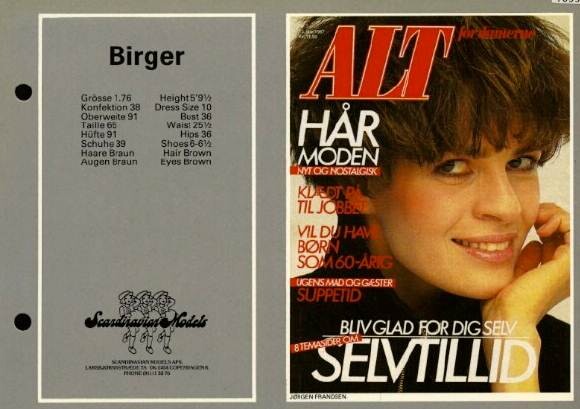 Birger
Grösse 1.76 Height 5'9½
Konfektion 38 Dress Size 10
Oberweite 91 Bust 36
Taille 65 Waist 25½
Hüfte 91 Hips 36
Schuhe 39 Shoes 6-6½
Haare Braun Hair Brown
Augen Braun Eyes Brown
Scandinavian Models
SCANDINAVIAN MODELS APS.
ALT
for damerne
HÅR
MODEN
NYT OG NOSTALGISK
KLÆDT PÅ
TIL JOBBET
VIL DU HAVE
BØRN
SOM 60-ÅRIG
UGENS MAD OG GÆSTER
SUPPETID
BLIV GLAD FOR DIG SELV
8 TEMASIDER OM
SELVTILLID
JØRGEN FRANDSEN